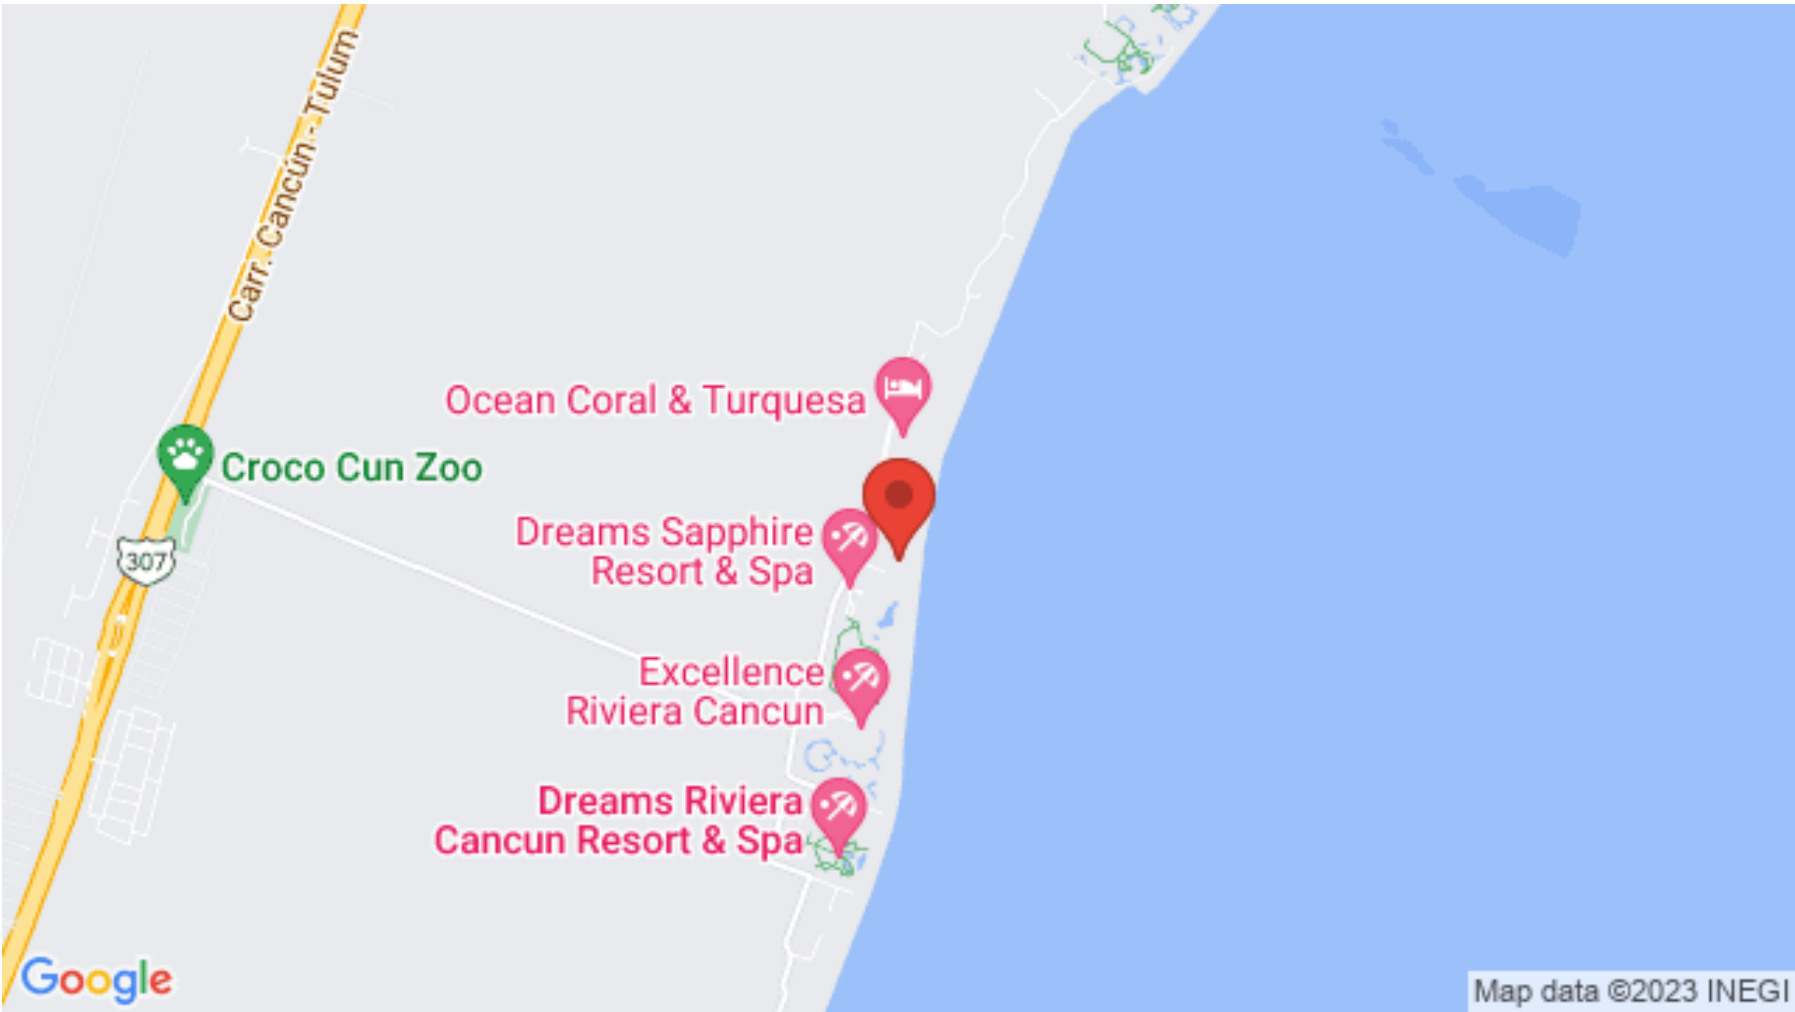 Carr. Cancún - Tulum
Ocean Coral & Turquesa
Croco Cun Zoo
Dreams Sapphire
Resort & Spa
307
Excellence
Riviera Cancun
Dreams Riviera
Cancun Resort & Spa
Google
Map data ©2023 INEGI